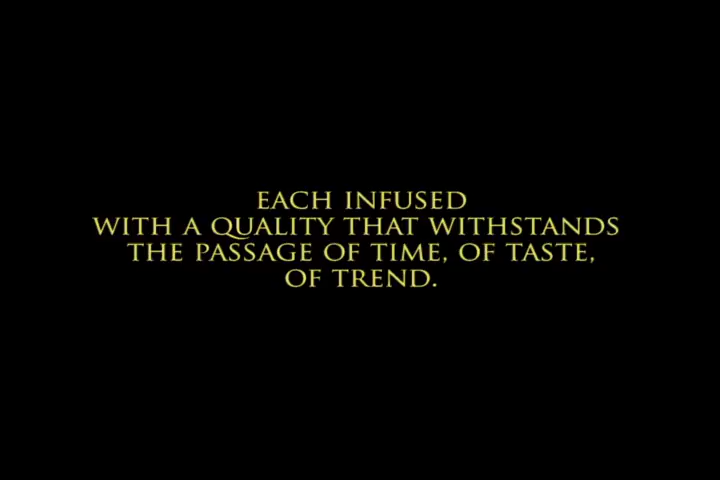 EACH INFUSED
WITH A QUALITY THAT WITHSTANDS
THE PASSAGE OF TIME, OF TASTE,
OF TREND.